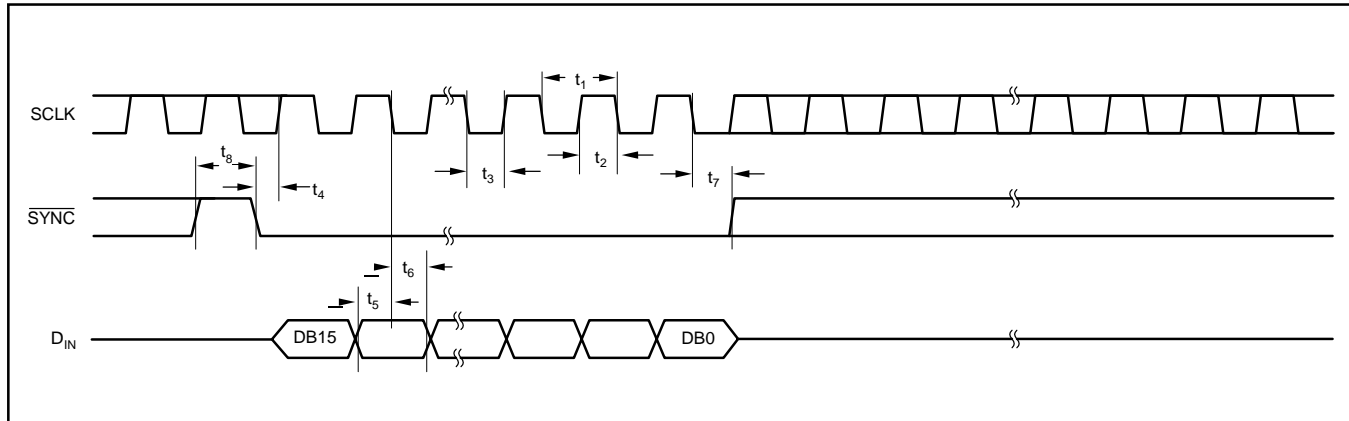 t₁
SCLK
t₈
t₃
t₂
t₄
t₇
SYNC
t₆
t₅
DIN
DB15
DB0